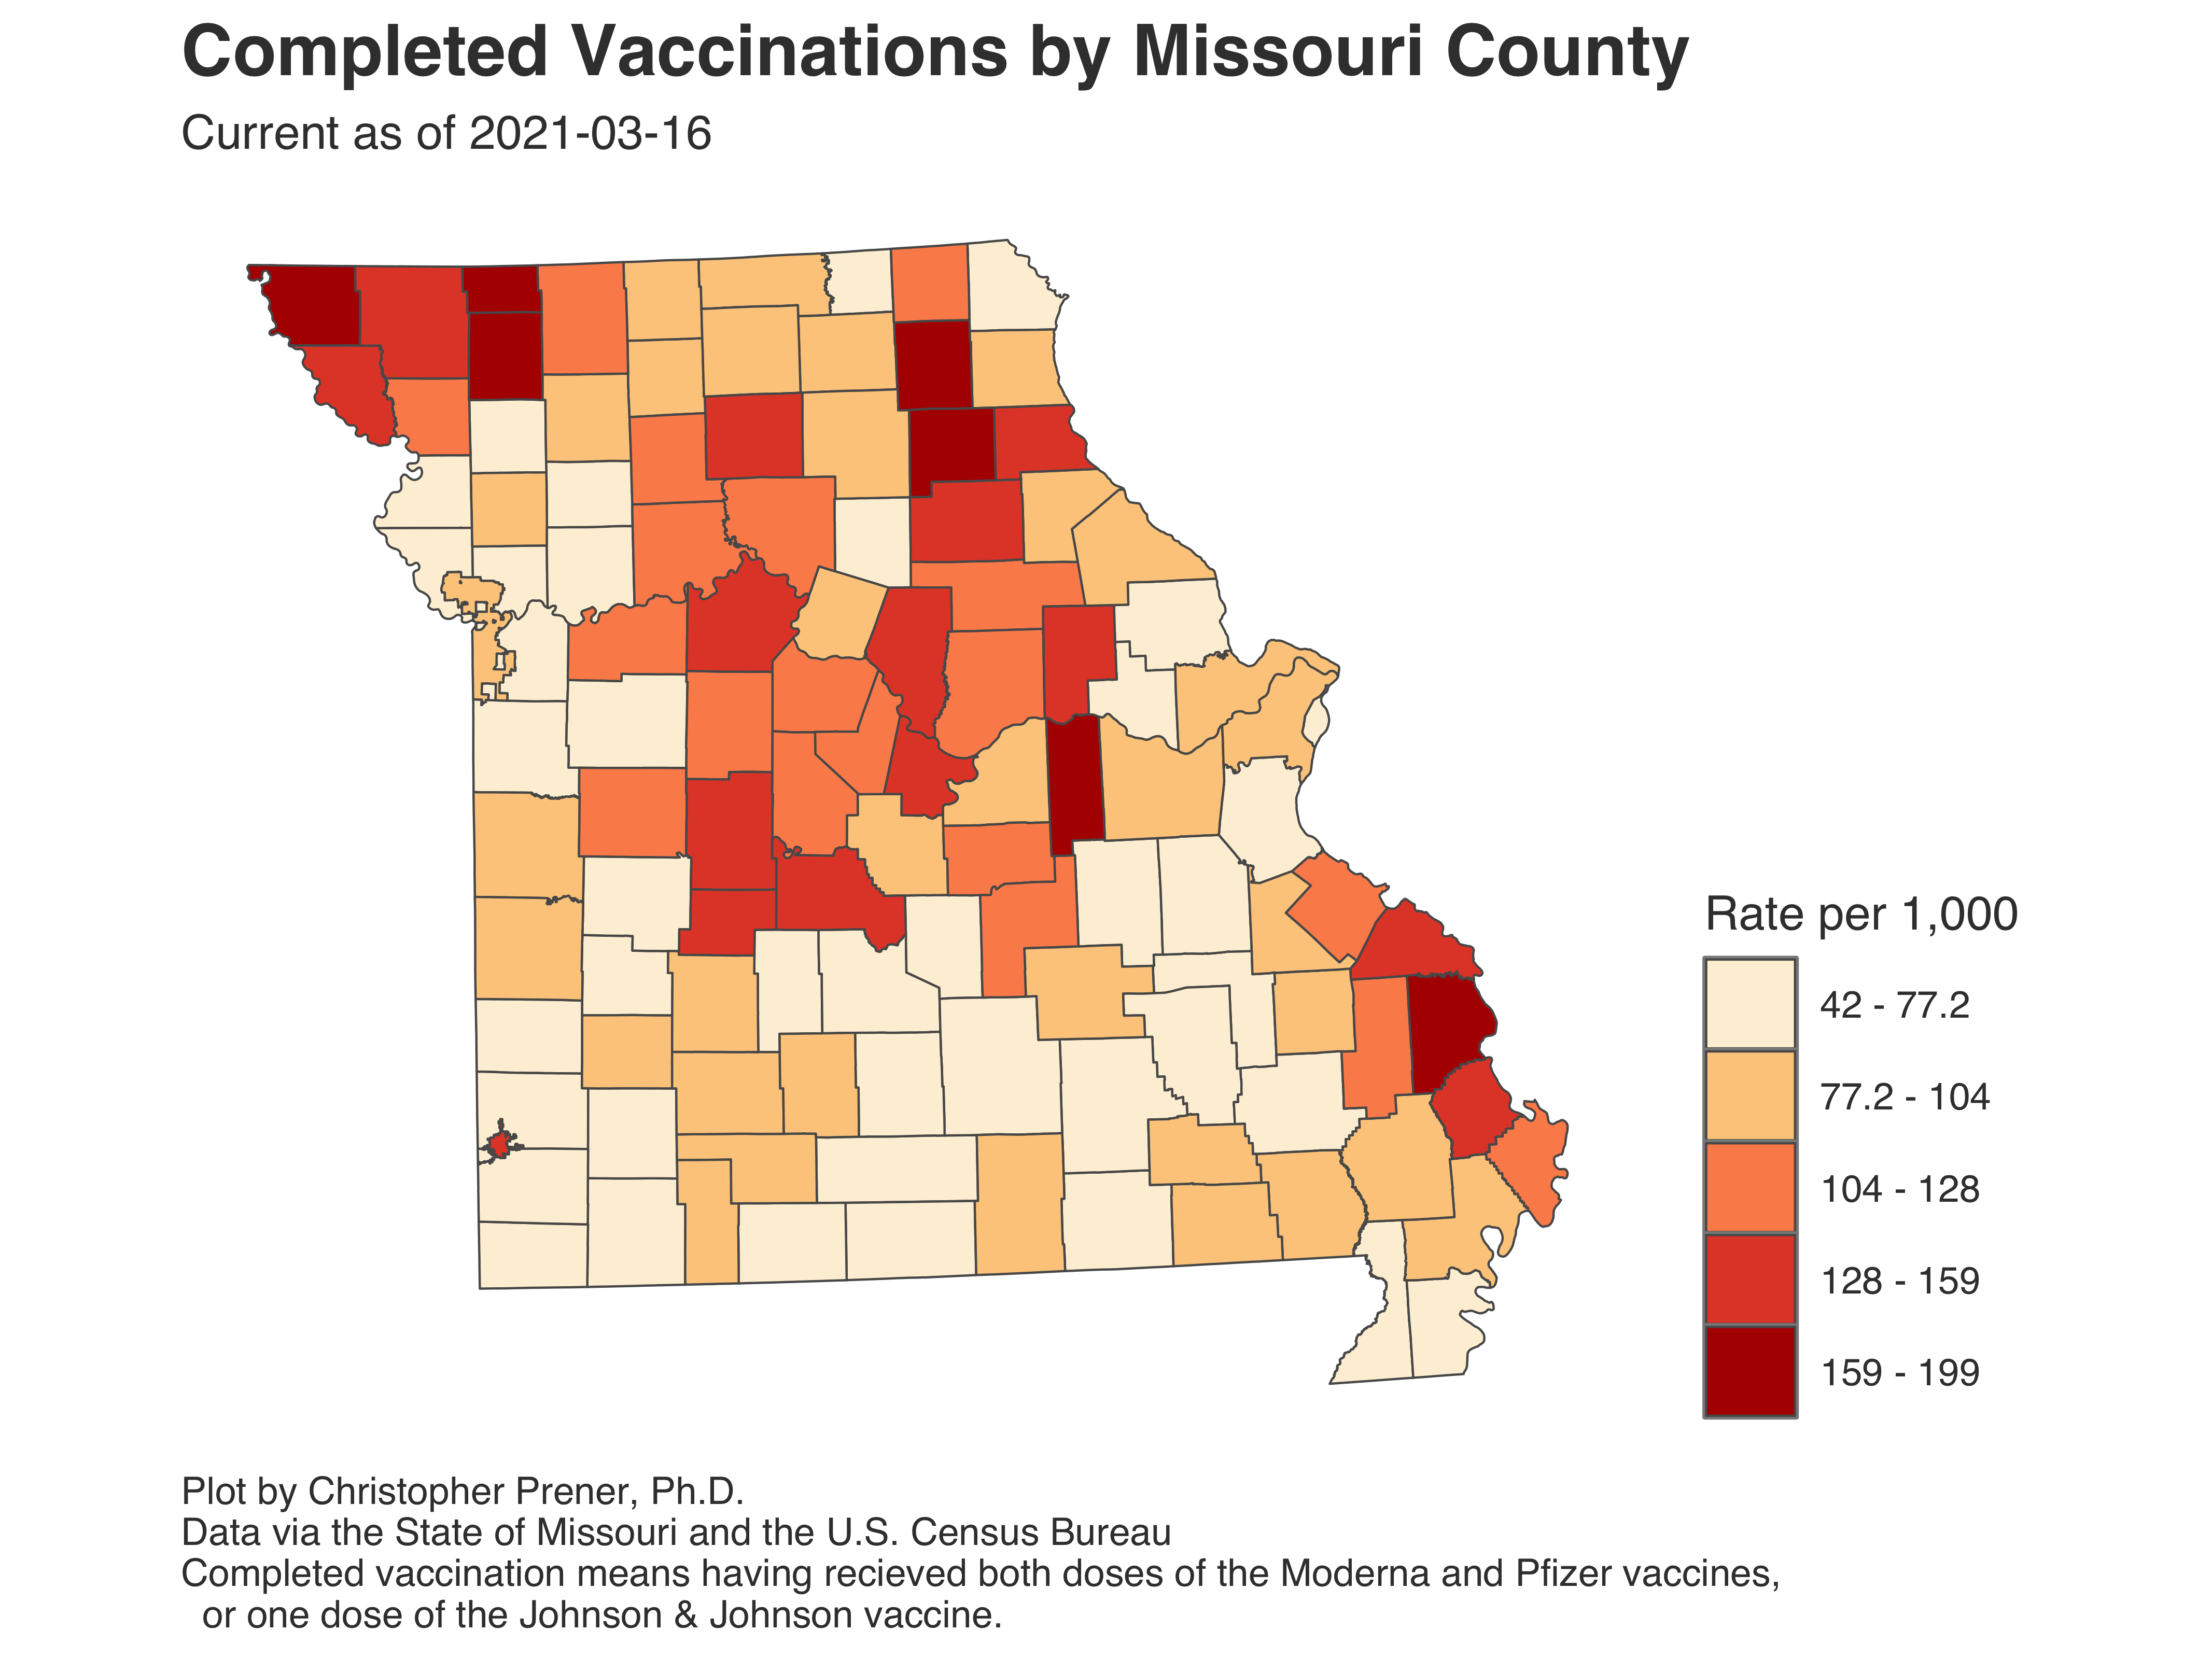 Completed Vaccinations by Missouri County
Current as of 2021-03-16
Rate per 1,000
42 - 77.2
77.2 - 104
104 - 128
128 - 159
159 - 199
Plot by Christopher Prener, Ph.D.
Data via the State of Missouri and the U.S. Census Bureau
Completed vaccination means having recieved both doses of the Moderna and Pfizer vaccines,
or one dose of the Johnson & Johnson vaccine.